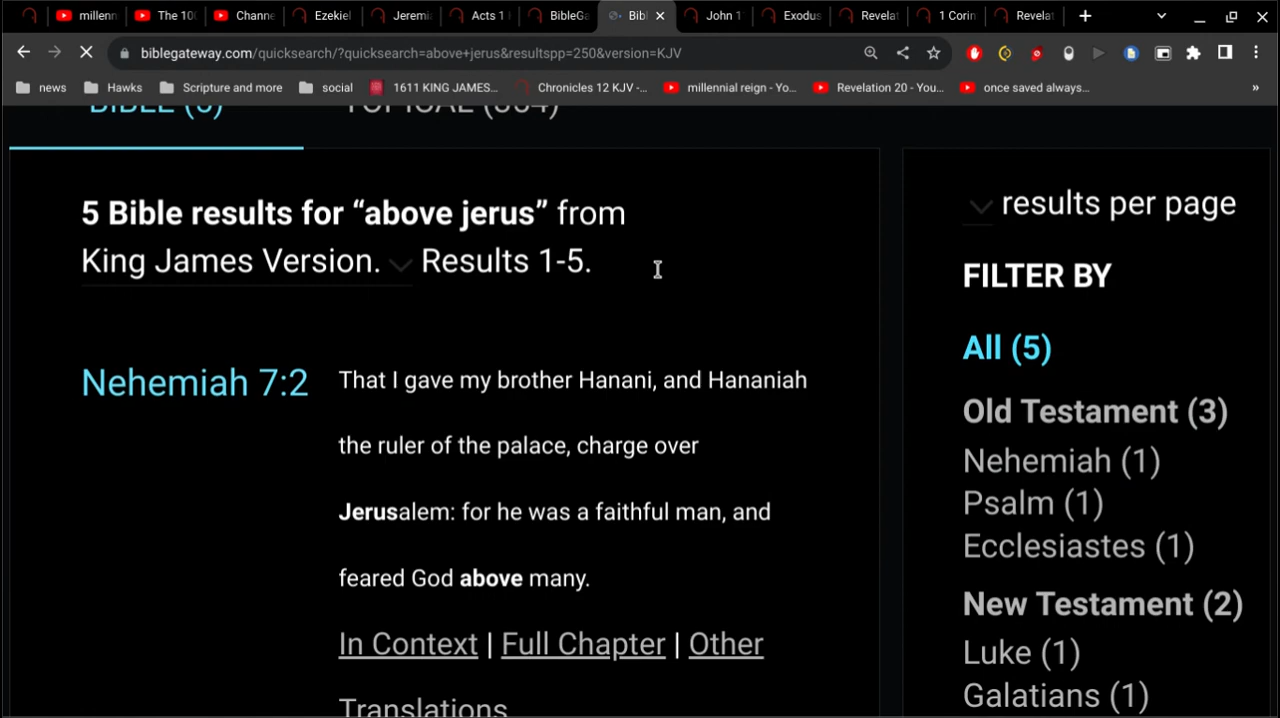 millenn
The 100
Channe
Ezekiel
Jeremi
Acts 1
BibleGa
Bibl
John 1
Exodus
Revelat
1 Corin
Revelat
biblegateway.com/quicksearch/?quicksearch=above+jerus&resultspp=250&version=KJV
news
Hawks
Scripture and more
social
1611 KING JAMES...
Chronicles 12 KJV -...
millennial reign - Yo...
Revelation 20 - You...
once saved always...
»
5 Bible results for “above jerus” from
King James Version. Results 1-5.
Nehemiah 7:2
That I gave my brother Hanani, and Hananiah
the ruler of the palace, charge over
Jerusalem: for he was a faithful man, and
feared God above many.
In Context | Full Chapter | Other
Translations
results per page
FILTER BY
All (5)
Old Testament (3)
Nehemiah (1)
Psalm (1)
Ecclesiastes (1)
New Testament (2)
Luke (1)
Galatians (1)